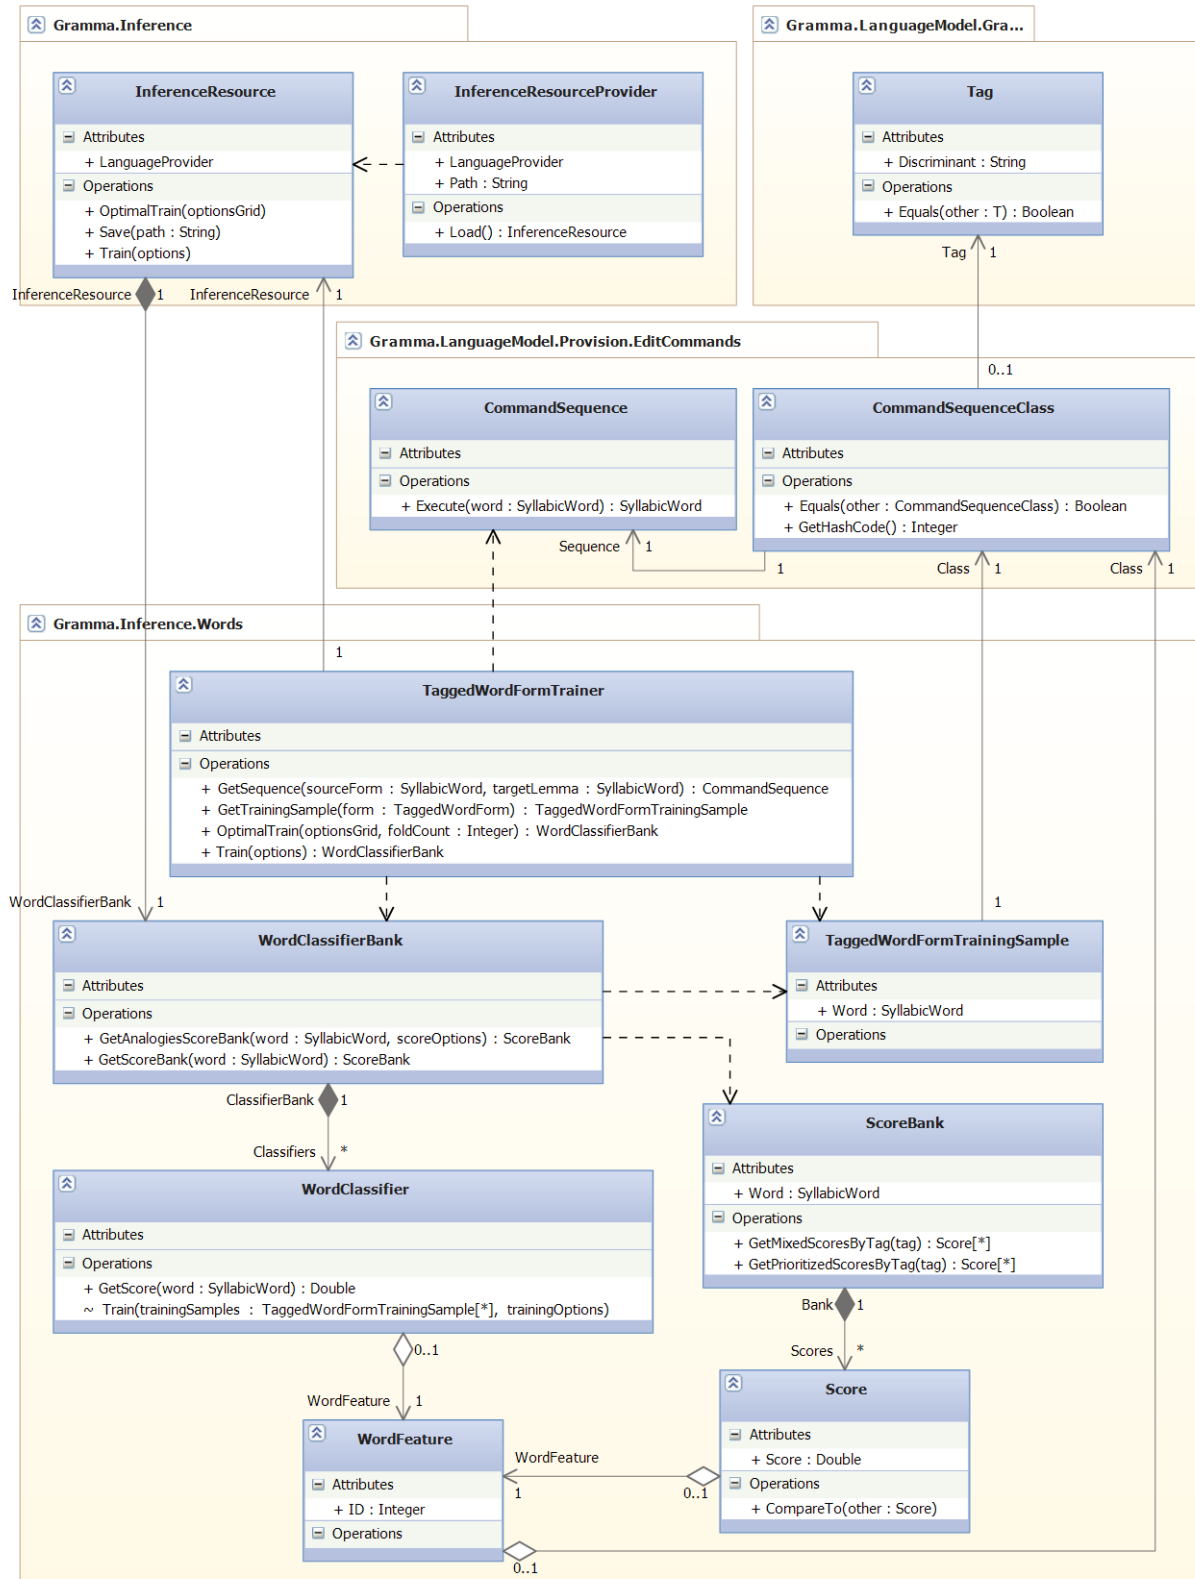 Gramma.Inference
Gramma.LanguageModel.Gra...
InferenceResource
Attributes
+ LanguageProvider
Operations
+ OptimalTrain(optionsGrid)
+ Save(path : String)
+ Train(options)
InferenceResourceProvider
Attributes
+ LanguageProvider
+ Path : String
Operations
+ Load() : InferenceResource
Tag
Attributes
+ Discriminant : String
Operations
+ Equals(other : T) : Boolean
Tag 1
InferenceResource 1
InferenceResource 1
Gramma.LanguageModel.Provision.EditCommands
0..1
CommandSequence
Attributes
Operations
+ Execute(word : SyllabicWord) : SyllabicWord
CommandSequenceClass
Attributes
Operations
+ Equals(other : CommandSequenceClass) : Boolean
+ GetHashCode() : Integer
Sequence 1
1
Class 1
Class 1
Gramma.Inference.Words
1
TaggedWordFormTrainer
Attributes
Operations
+ GetSequence(sourceForm : SyllabicWord, targetLemma : SyllabicWord) : CommandSequence
+ GetTrainingSample(form : TaggedWordForm) : TaggedWordFormTrainingSample
+ OptimalTrain(optionsGrid, foldCount : Integer) : WordClassifierBank
+ Train(options) : WordClassifierBank
WordClassifierBank 1
1
WordClassifierBank
Attributes
Operations
+ GetAnalogiesScoreBank(word : SyllabicWord, scoreOptions) : ScoreBank
+ GetScoreBank(word : SyllabicWord) : ScoreBank
TaggedWordFormTrainingSample
Attributes
+ Word : SyllabicWord
Operations
ClassifierBank 1
Classifiers *
ScoreBank
Attributes
+ Word : SyllabicWord
Operations
+ GetMixedScoresByTag(tag) : Score[*]
+ GetPrioritizedScoresByTag(tag) : Score[*]
WordClassifier
Attributes
Operations
+ GetScore(word : SyllabicWord) : Double
~ Train(trainingSamples : TaggedWordFormTrainingSample[*], trainingOptions)
Bank 1
Scores *
0..1
WordFeature 1
Score
Attributes
+ Score : Double
Operations
+ CompareTo(other : Score)
WordFeature
Attributes
+ ID : Integer
Operations
WordFeature
1
0..1
0..1